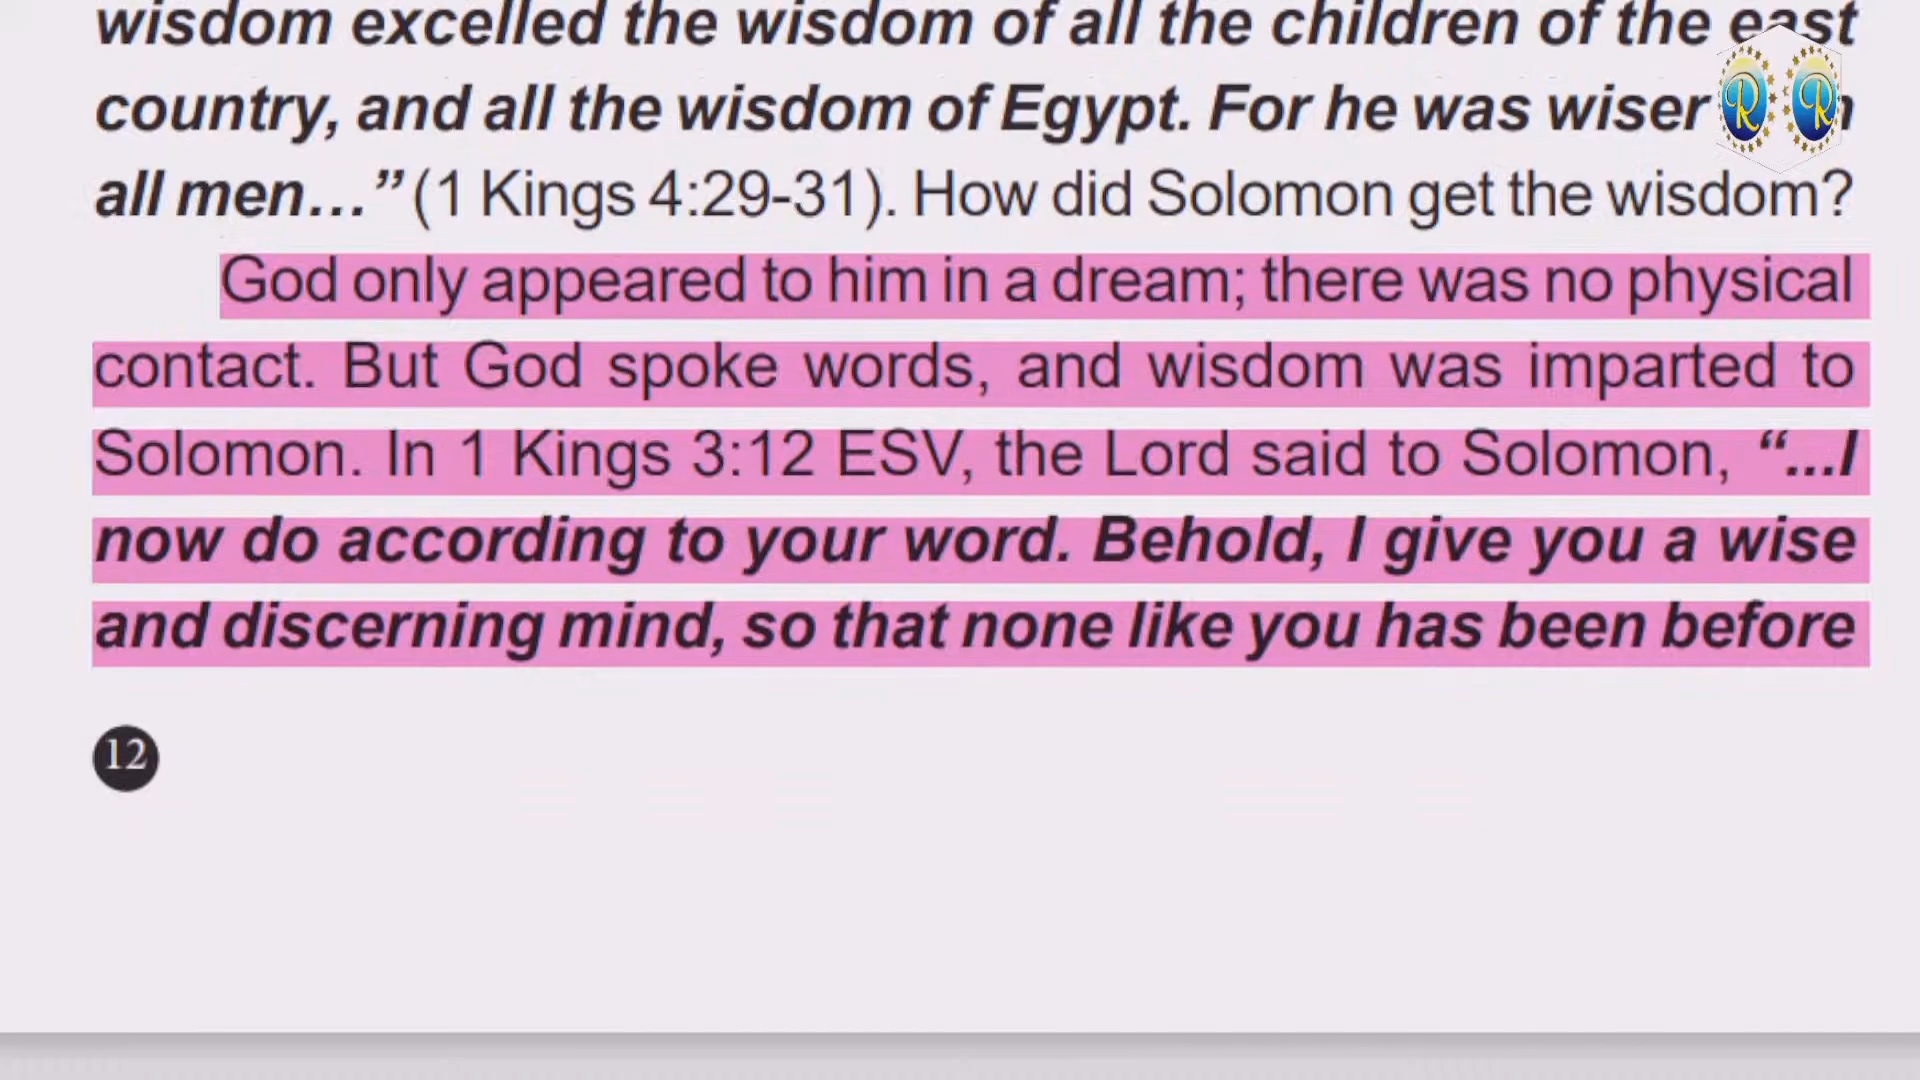 wisdom excelled the wisdom of all the children of the east
country, and all the wisdom of Egypt. For he was wiser
all men…” (1 Kings 4:29-31). How did Solomon get the wisdom?
God only appeared to him in a dream; there was no physical
contact. But God spoke words, and wisdom was imparted to
Solomon. In 1 Kings 3:12 ESV, the Lord said to Solomon, “...I
now do according to your word. Behold, I give you a wise
and discerning mind, so that none like you has been before
12
R R